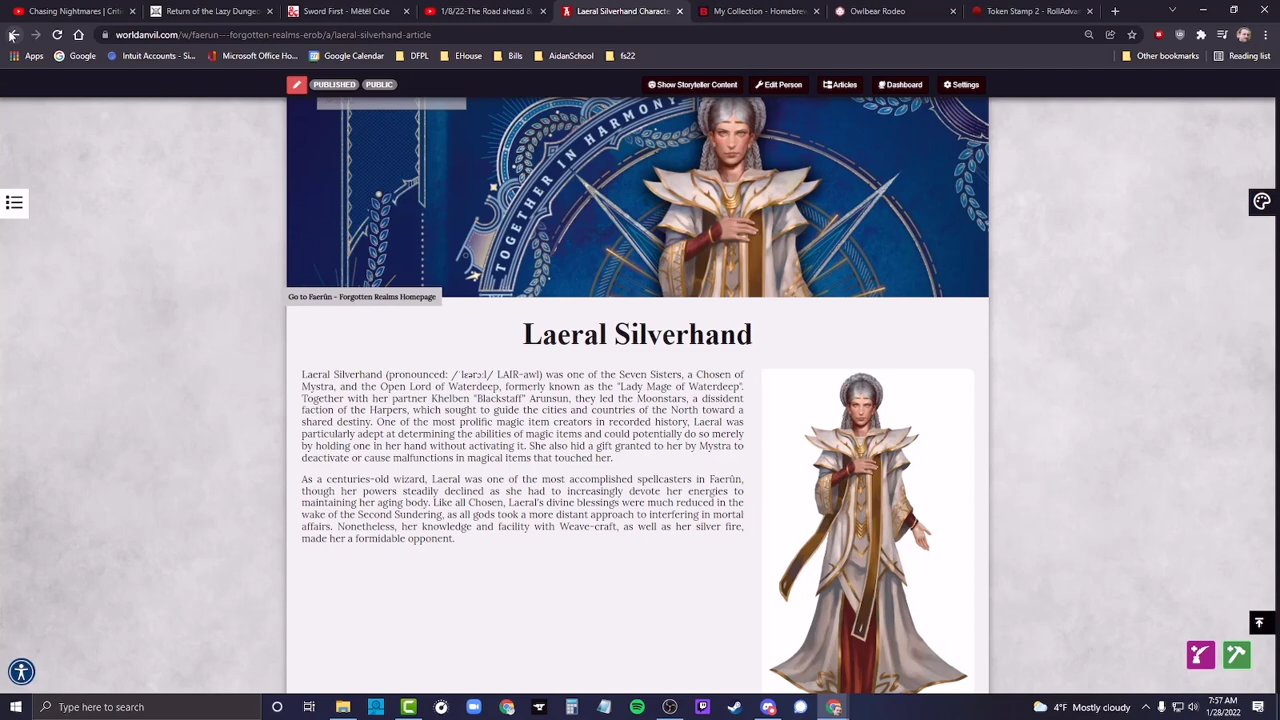 Chasing Nightmares | Critic
Return of the Lazy Dungeo
Sword First - Mētēl Crüe
1/8/22-The Road ahead &
Laeral Silverhand Characte
My Collection - Homebrew
Owlbear Rodeo
Token Stamp 2 - RollAdvan
worldanvil.com/w/faerun---forgotten-realms-erob/a/laeral-silverhand-article
Apps
Google
Intuit Accounts - Si...
Microsoft Office Ho...
Google Calendar
DFPL
EHouse
Bills
AidanSchool
fs22
Other bookmarks
Reading list
PUBLISHED
PUBLIC
Show Storyteller Content
Edit Person
Articles
Dashboard
Settings
TOGETHER IN HARMONY
Go to Faerûn - Forgotten Realms Homepage
Laeral Silverhand
Laeral Silverhand (pronounced: /ˈlɛərɔːl/ LAIR-awl) was one of the Seven Sisters, a Chosen of
Mystra, and the Open Lord of Waterdeep, formerly known as the "Lady Mage of Waterdeep".
Together with her partner Khelben "Blackstaff" Arunsun, they led the Moonstars, a dissident
faction of the Harpers, which sought to guide the cities and countries of the North toward a
shared destiny. One of the most prolific magic item creators in recorded history, Laeral was
particularly adept at determining the abilities of magic items and could potentially do so merely
by holding one in her hand without activating it. She also hid a gift granted to her by Mystra to
deactivate or cause malfunctions in magical items that touched her.
As a centuries-old wizard, Laeral was one of the most accomplished spellcasters in Faerûn,
though her powers steadily declined as she had to increasingly devote her energies to
maintaining her aging body. Like all Chosen, Laeral's divine blessings were much reduced in the
wake of the Second Sundering, as all gods took a more distant approach to interfering in mortal
affairs. Nonetheless, her knowledge and facility with Weave-craft, as well as her silver fire,
made her a formidable opponent.
Type here to search
4°F Mostly cloudy
7:57 AM
1/28/2022